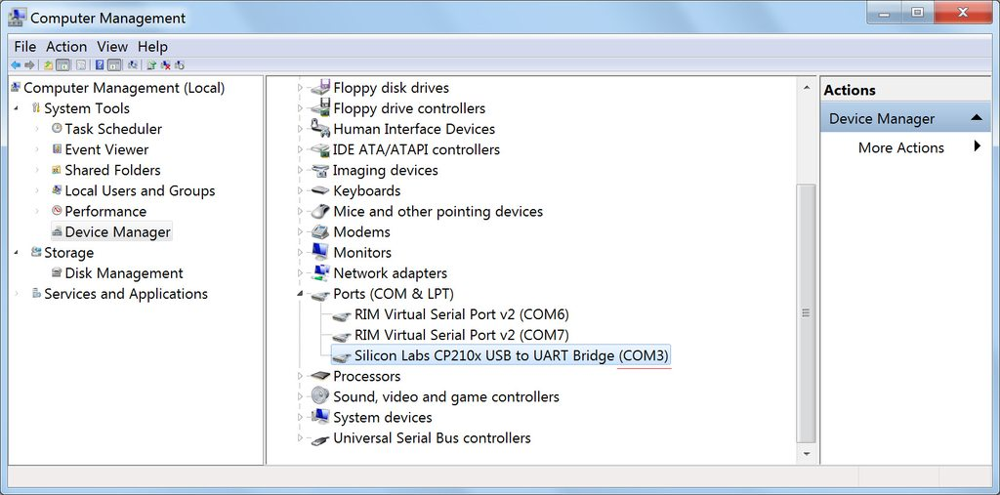 Computer Management
File Action View Help
Computer Management (Local)
System Tools
Task Scheduler
Event Viewer
Shared Folders
Local Users and Groups
Performance
Device Manager
Storage
Disk Management
Services and Applications
Floppy disk drives
Floppy drive controllers
Human Interface Devices
IDE ATA/ATAPI controllers
Imaging devices
Keyboards
Mice and other pointing devices
Modems
Monitors
Network adapters
Ports (COM & LPT)
RIM Virtual Serial Port v2 (COM6)
RIM Virtual Serial Port v2 (COM7)
Silicon Labs CP210x USB to UART Bridge (COM3)
Processors
Sound, video and game controllers
System devices
Universal Serial Bus controllers
Actions
Device Manager
More Actions